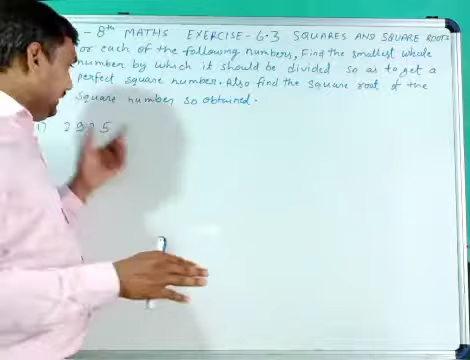 - 8th MATHS EXERCISE - 6.3 SQUARES AND SQUARE ROOTS
or each of the following numbers, Find the smallest whole
number by which it should be divided so as to get a
perfect square number. Also find the square root of the
square number so obtained.